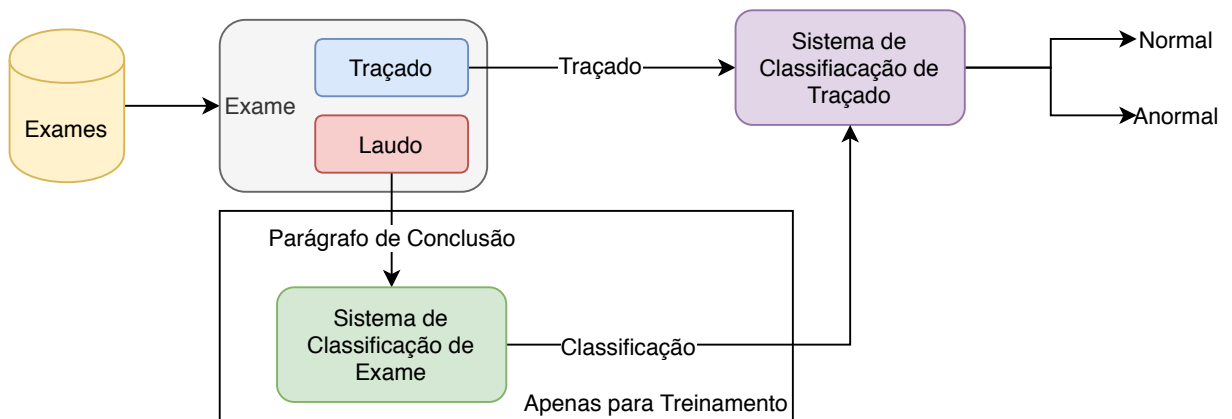 Exames
Exame
Traçado
Laudo
Traçado
Sistema de
Classifiacação de
Traçado
Normal
Anormal
Parágrafo de Conclusão
Sistema de
Classificação de
Exame
Classificação
Apenas para Treinamento